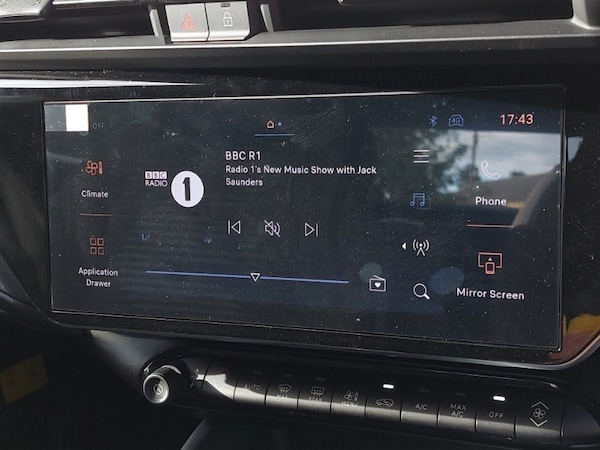 OFF
4G
17:43
Climate
BBC
RADIO
1
BBC R1
Radio 1's New Music Show with Jack
Saunders
Phone
Application
Drawer
Mirror Screen
AUTO
A/C
MAX
A/C
OFF